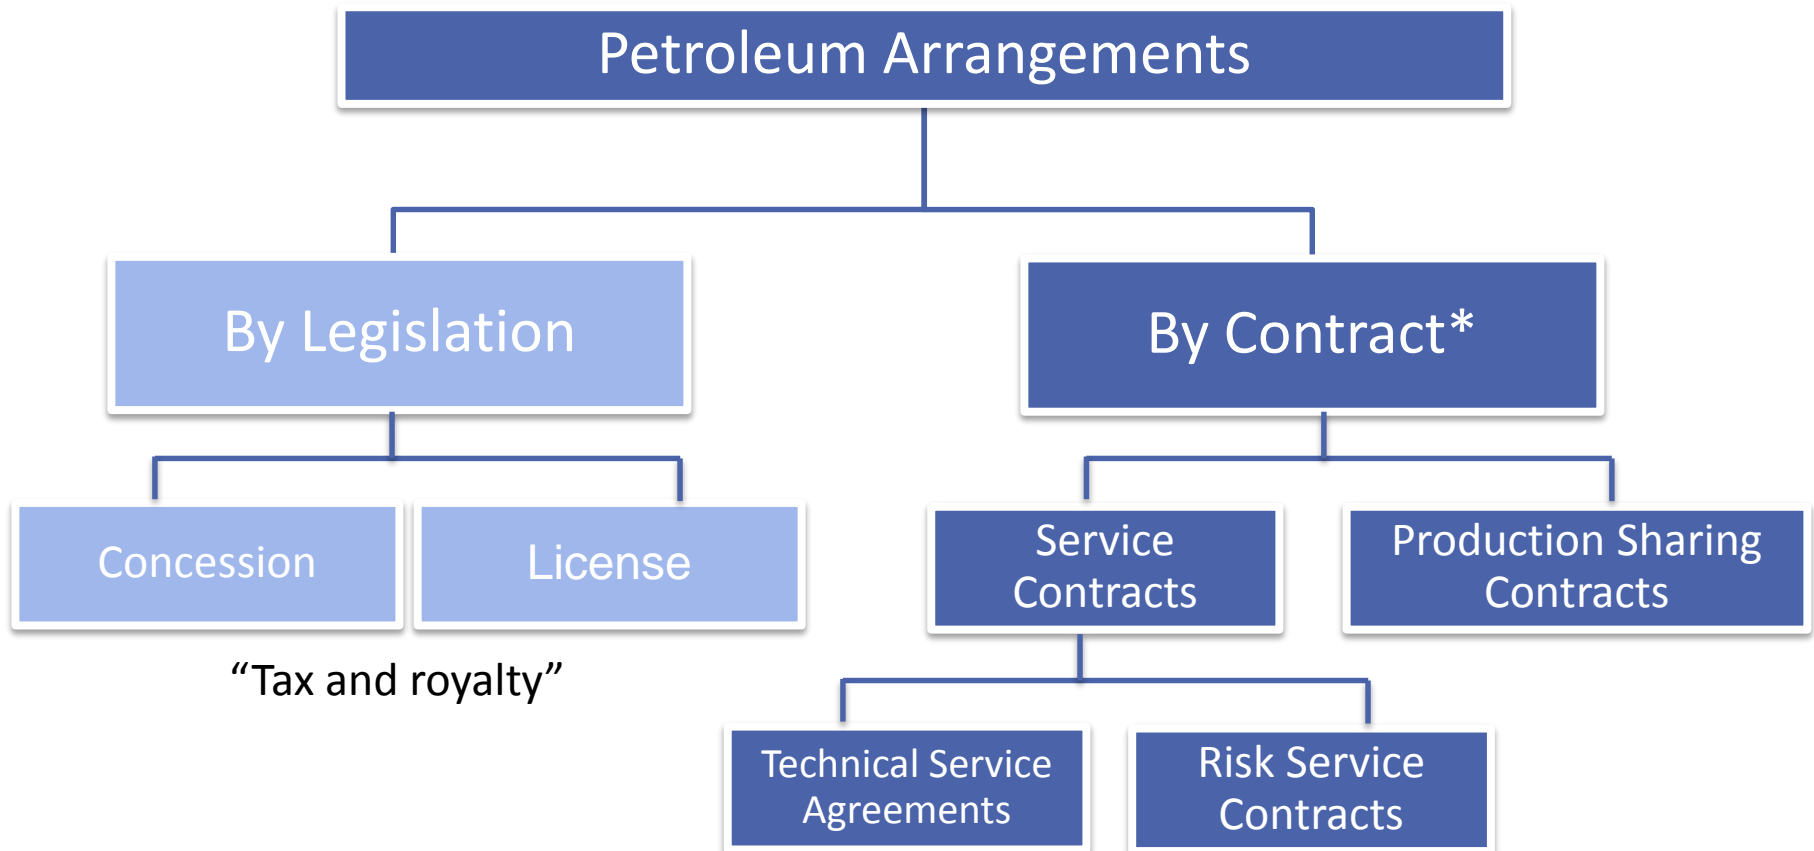 Petroleum Arrangements
By Legislation
By Contract*
Concession
License
Service
Contracts
Production Sharing
Contracts
“Tax and royalty”
Technical Service
Agreements
Risk Service
Contracts